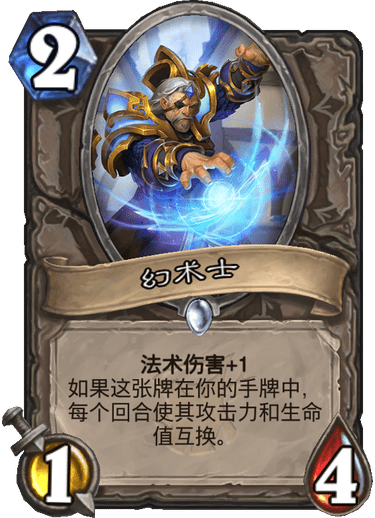 2
幻术士
法术伤害+1
如果这张牌在你的手牌中，
每个回合使其攻击力和生命
值互换。
1
4